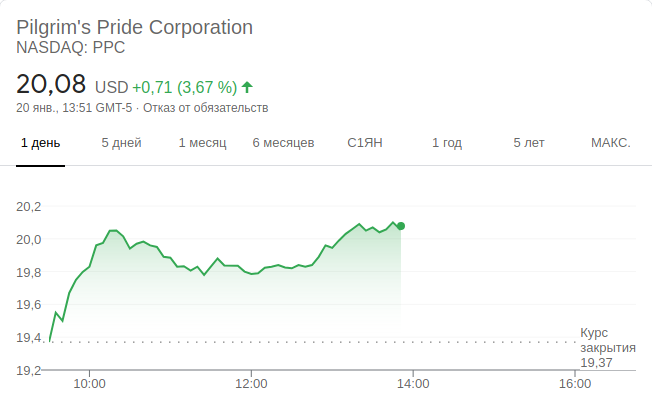 Pilgrim's Pride Corporation
NASDAQ: PPC
20,08 USD +0,71 (3,67 %)
20 янв., 13:51 GMT-5 · Отказ от обязательств
1 день 5 дней 1 месяц 6 месяцев С1ЯН 1 год 5 лет МАКС.
20,2
20,0
19,8
19,6
19,4
19,2
Курс
закрытия
19,37
10:00 12:00 14:00 16:00